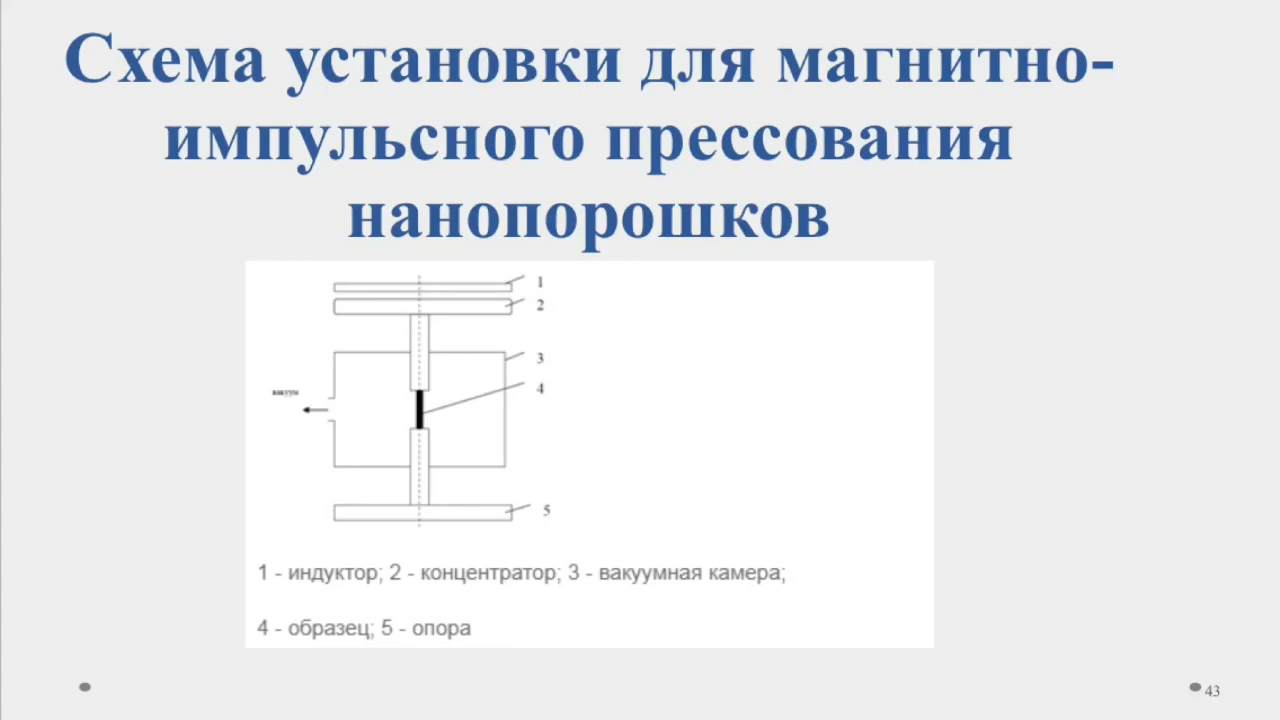 Схема установки для магнитно-
импульсного прессования
нанопорошков
1
2
3
4
вакуум
5
1 - индуктор; 2 - концентратор; 3 - вакуумная камера;
4 - образец; 5 - опора
43